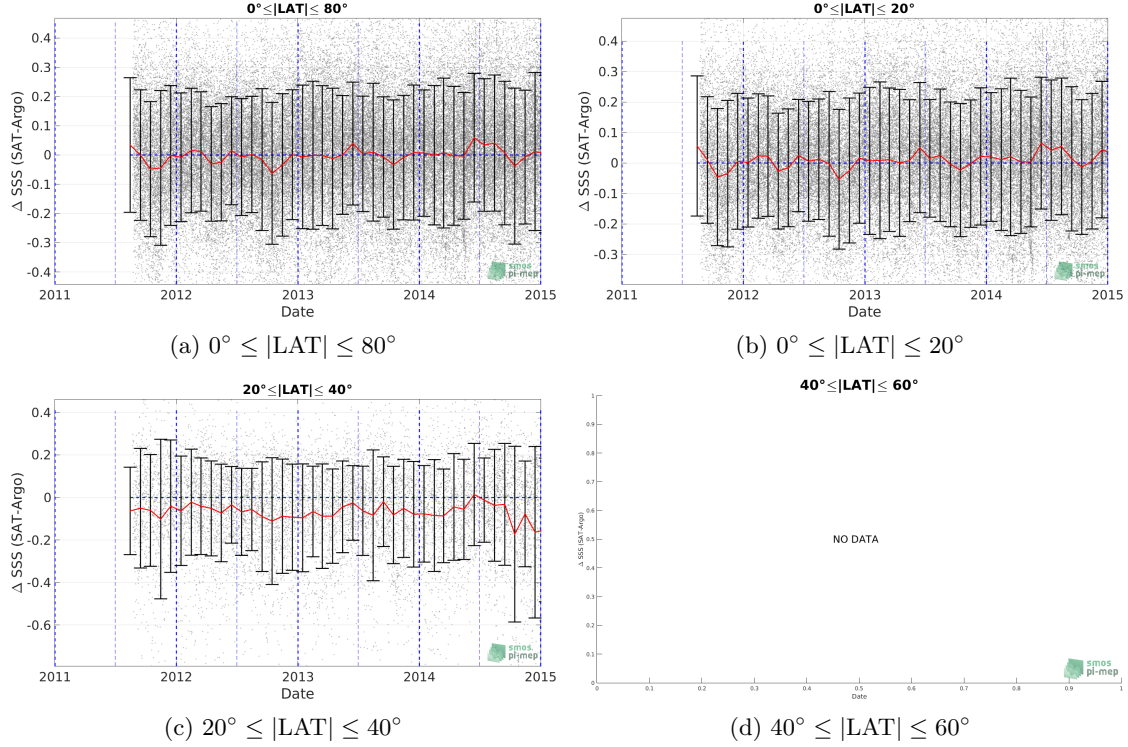 0°≤|LAT|≤ 80°
0.4
0.3
0.2
0.1
0
-0.1
-0.2
-0.3
-0.4
Δ SSS (SAT-Argo)
2011 2012 2013 2014 2015
Date
smos
pi-mep
(a) 0° ≤ |LAT| ≤ 80°
0°≤|LAT|≤ 20°
0.4
0.3
0.2
0.1
0
-0.1
-0.2
-0.3
Δ SSS (SAT-Argo)
2011 2012 2013 2014 2015
Date
smos
pi-mep
(b) 0° ≤ |LAT| ≤ 20°
20°≤|LAT|≤ 40°
0.4
0.2
0
-0.2
-0.4
-0.6
Δ SSS (SAT-Argo)
2011 2012 2013 2014 2015
Date
smos
pi-mep
(c) 20° ≤ |LAT| ≤ 40°
40°≤|LAT|≤ 60°
1
0.9
0.8
0.7
0.6
0.5
0.4
0.3
0.2
0.1
0
Δ SSS (SAT-Argo)
NO DATA
0 0.1 0.2 0.3 0.4 0.5 0.6 0.7 0.8 0.9 1
Date
smos
pi-mep
(d) 40° ≤ |LAT| ≤ 60°